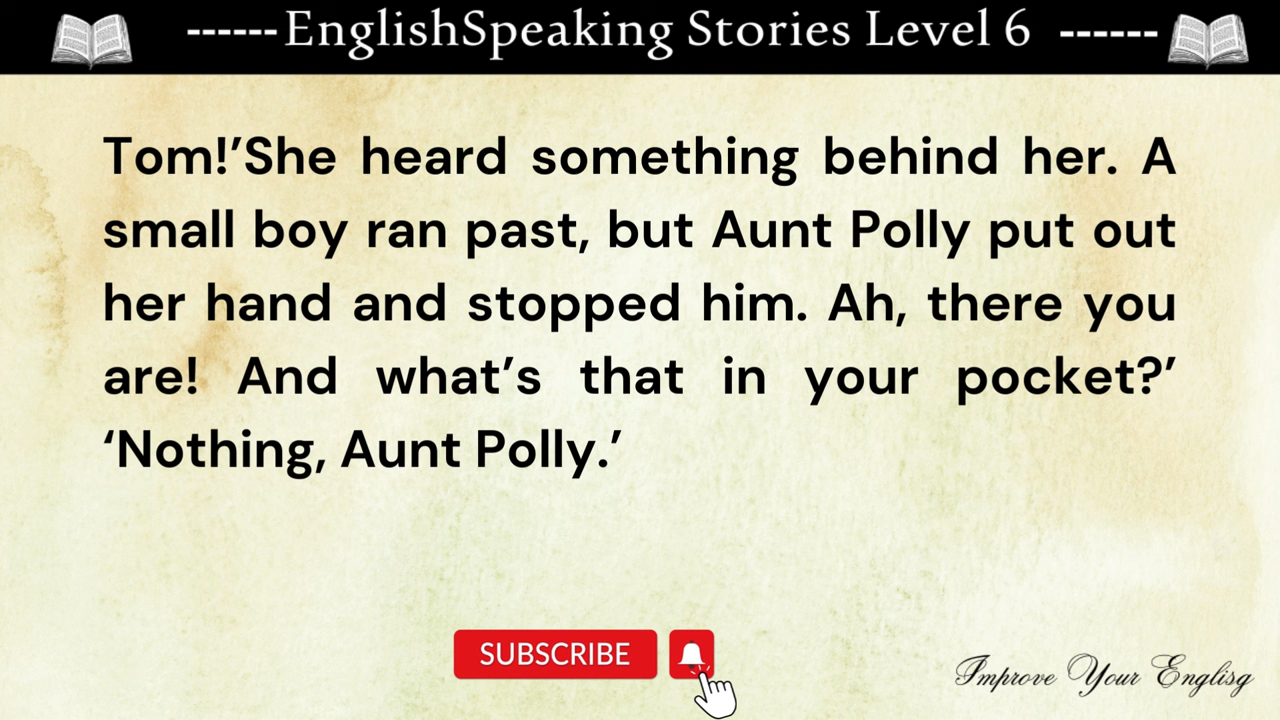 ------EnglishSpeaking Stories Level 6 ------
Tom!’She heard something behind her. A
small boy ran past, but Aunt Polly put out
her hand and stopped him. Ah, there you
are! And what’s that in your pocket?’
‘Nothing, Aunt Polly.’
SUBSCRIBE
Improve Your Englisg